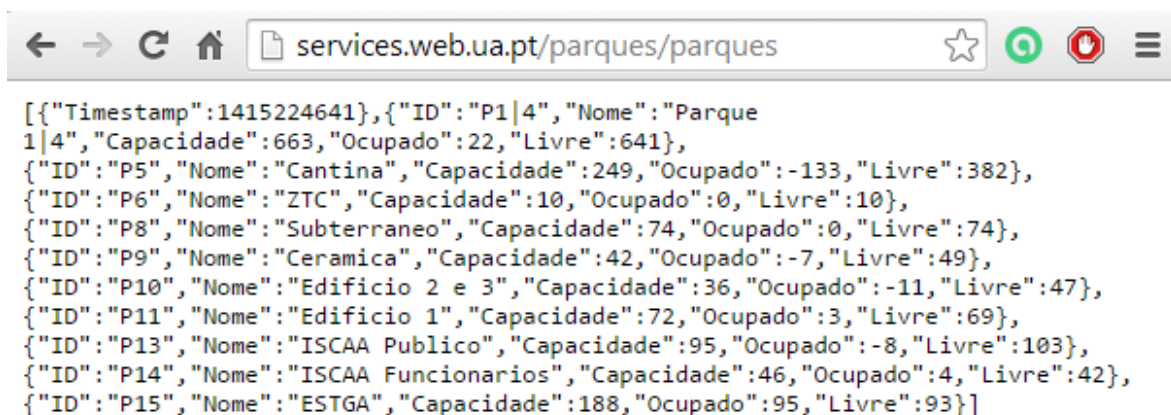 services.web.ua.pt/parques/parques
[{"Timestamp":1415224641},{"ID":"P1|4","Nome":"Parque
1|4","Capacidade":663,"Ocupado":22,"Livre":641},
{"ID":"P5","Nome":"Cantina","Capacidade":249,"Ocupado":-133,"Livre":382},
{"ID":"P6","Nome":"ZTC","Capacidade":10,"Ocupado":0,"Livre":10},
{"ID":"P8","Nome":"Subterraneo","Capacidade":74,"Ocupado":0,"Livre":74},
{"ID":"P9","Nome":"Ceramica","Capacidade":42,"Ocupado":-7,"Livre":49},
{"ID":"P10","Nome":"Edificio 2 e 3","Capacidade":36,"Ocupado":-11,"Livre":47},
{"ID":"P11","Nome":"Edificio 1","Capacidade":72,"Ocupado":3,"Livre":69},
{"ID":"P13","Nome":"ISCAA Publico","Capacidade":95,"Ocupado":-8,"Livre":103},
{"ID":"P14","Nome":"ISCAA Funcionarios","Capacidade":46,"Ocupado":4,"Livre":42},
{"ID":"P15","Nome":"ESTGA","Capacidade":188,"Ocupado":95,"Livre":93}]